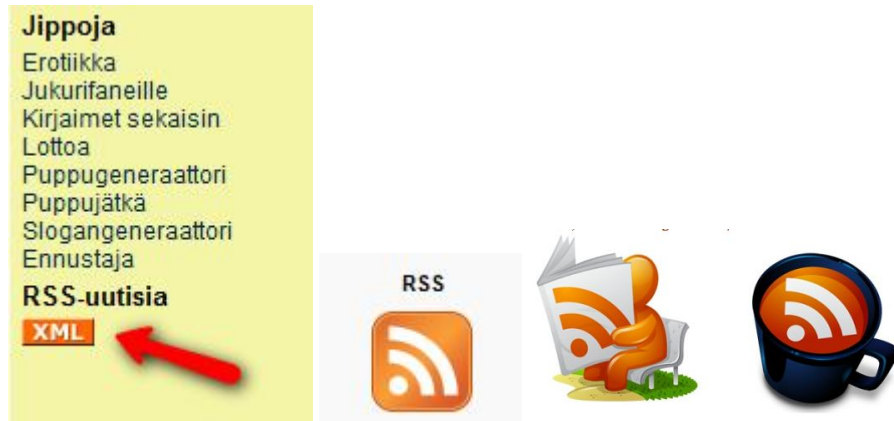 Jippoja
Erotiikka
Jukurifaneille
Kirjaimet sekaisin
Lottoa
Puppugeneraattori
Puppujätkä
Slogangeneraattori
Ennustaja
RSS-uutisia
XML
RSS